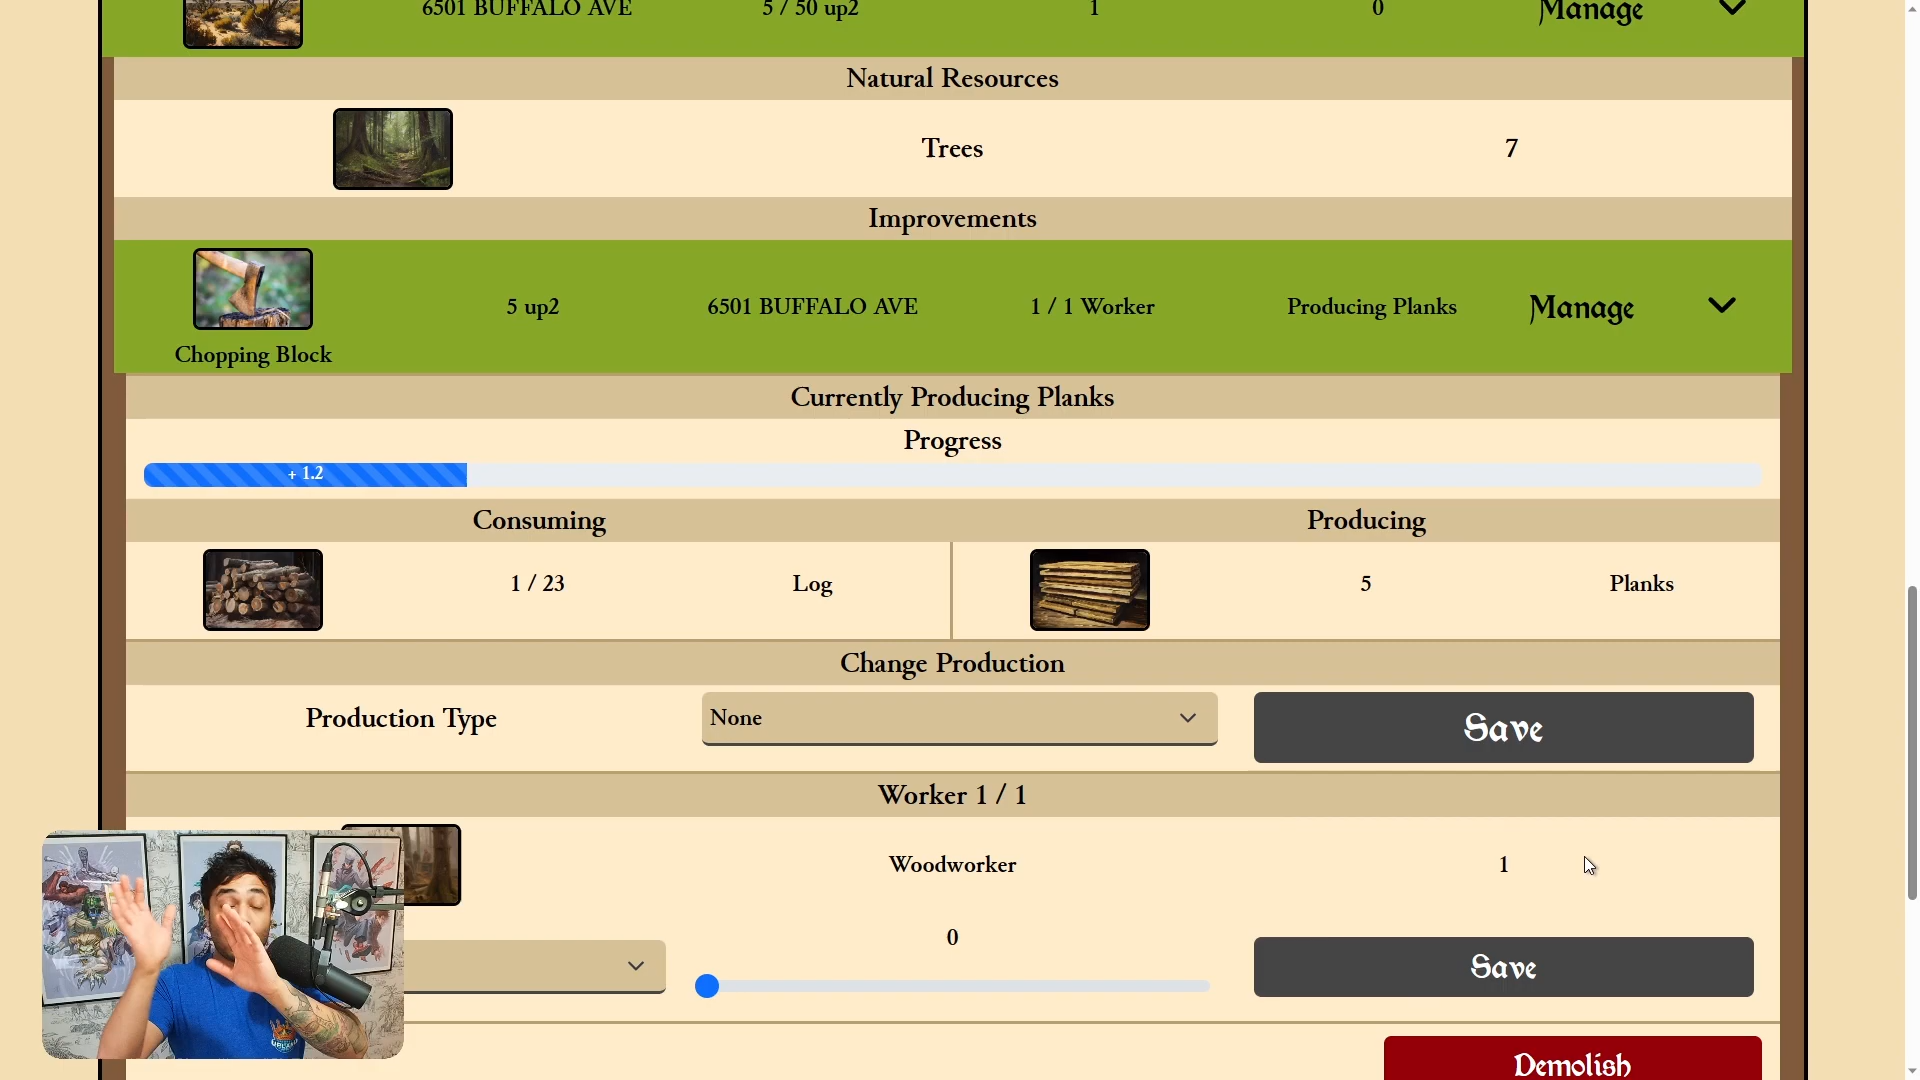 6501 BUFFALO AVE 5 / 50 up2 1 0 Manage
Natural Resources
Trees 7
Improvements
5 up2 6501 BUFFALO AVE 1 / 1 Worker Producing Planks Manage
Chopping Block
Currently Producing Planks
Progress
+ 1.2
Consuming Producing
1 / 23 Log 5 Planks
Change Production
Production Type None Save
Worker 1 / 1
Woodworker 1
0
Save
Demolish